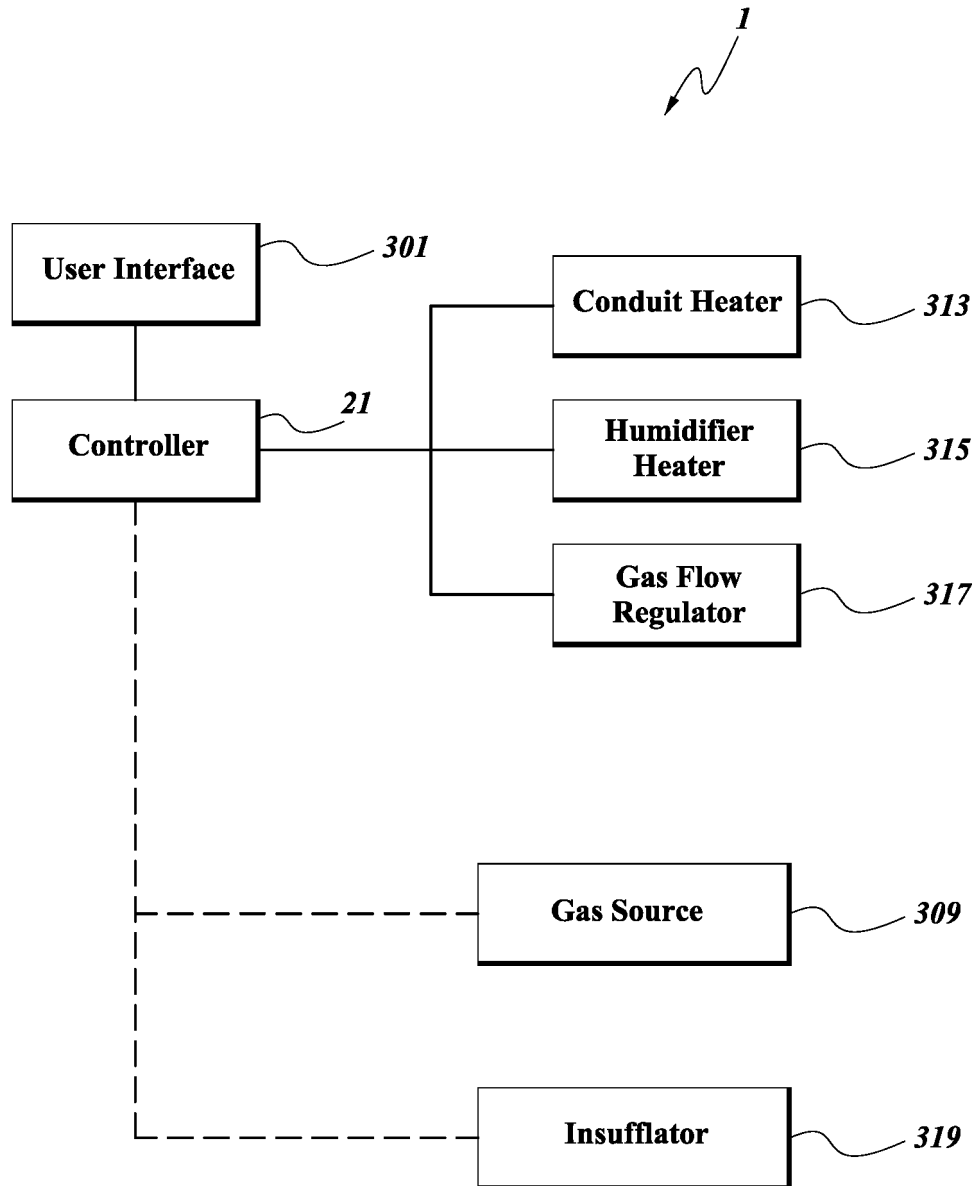 1
User Interface
301
Conduit Heater
313
Controller
21
Humidifier
Heater
315
Gas Flow
Regulator
317
Gas Source
309
Insufflator
319